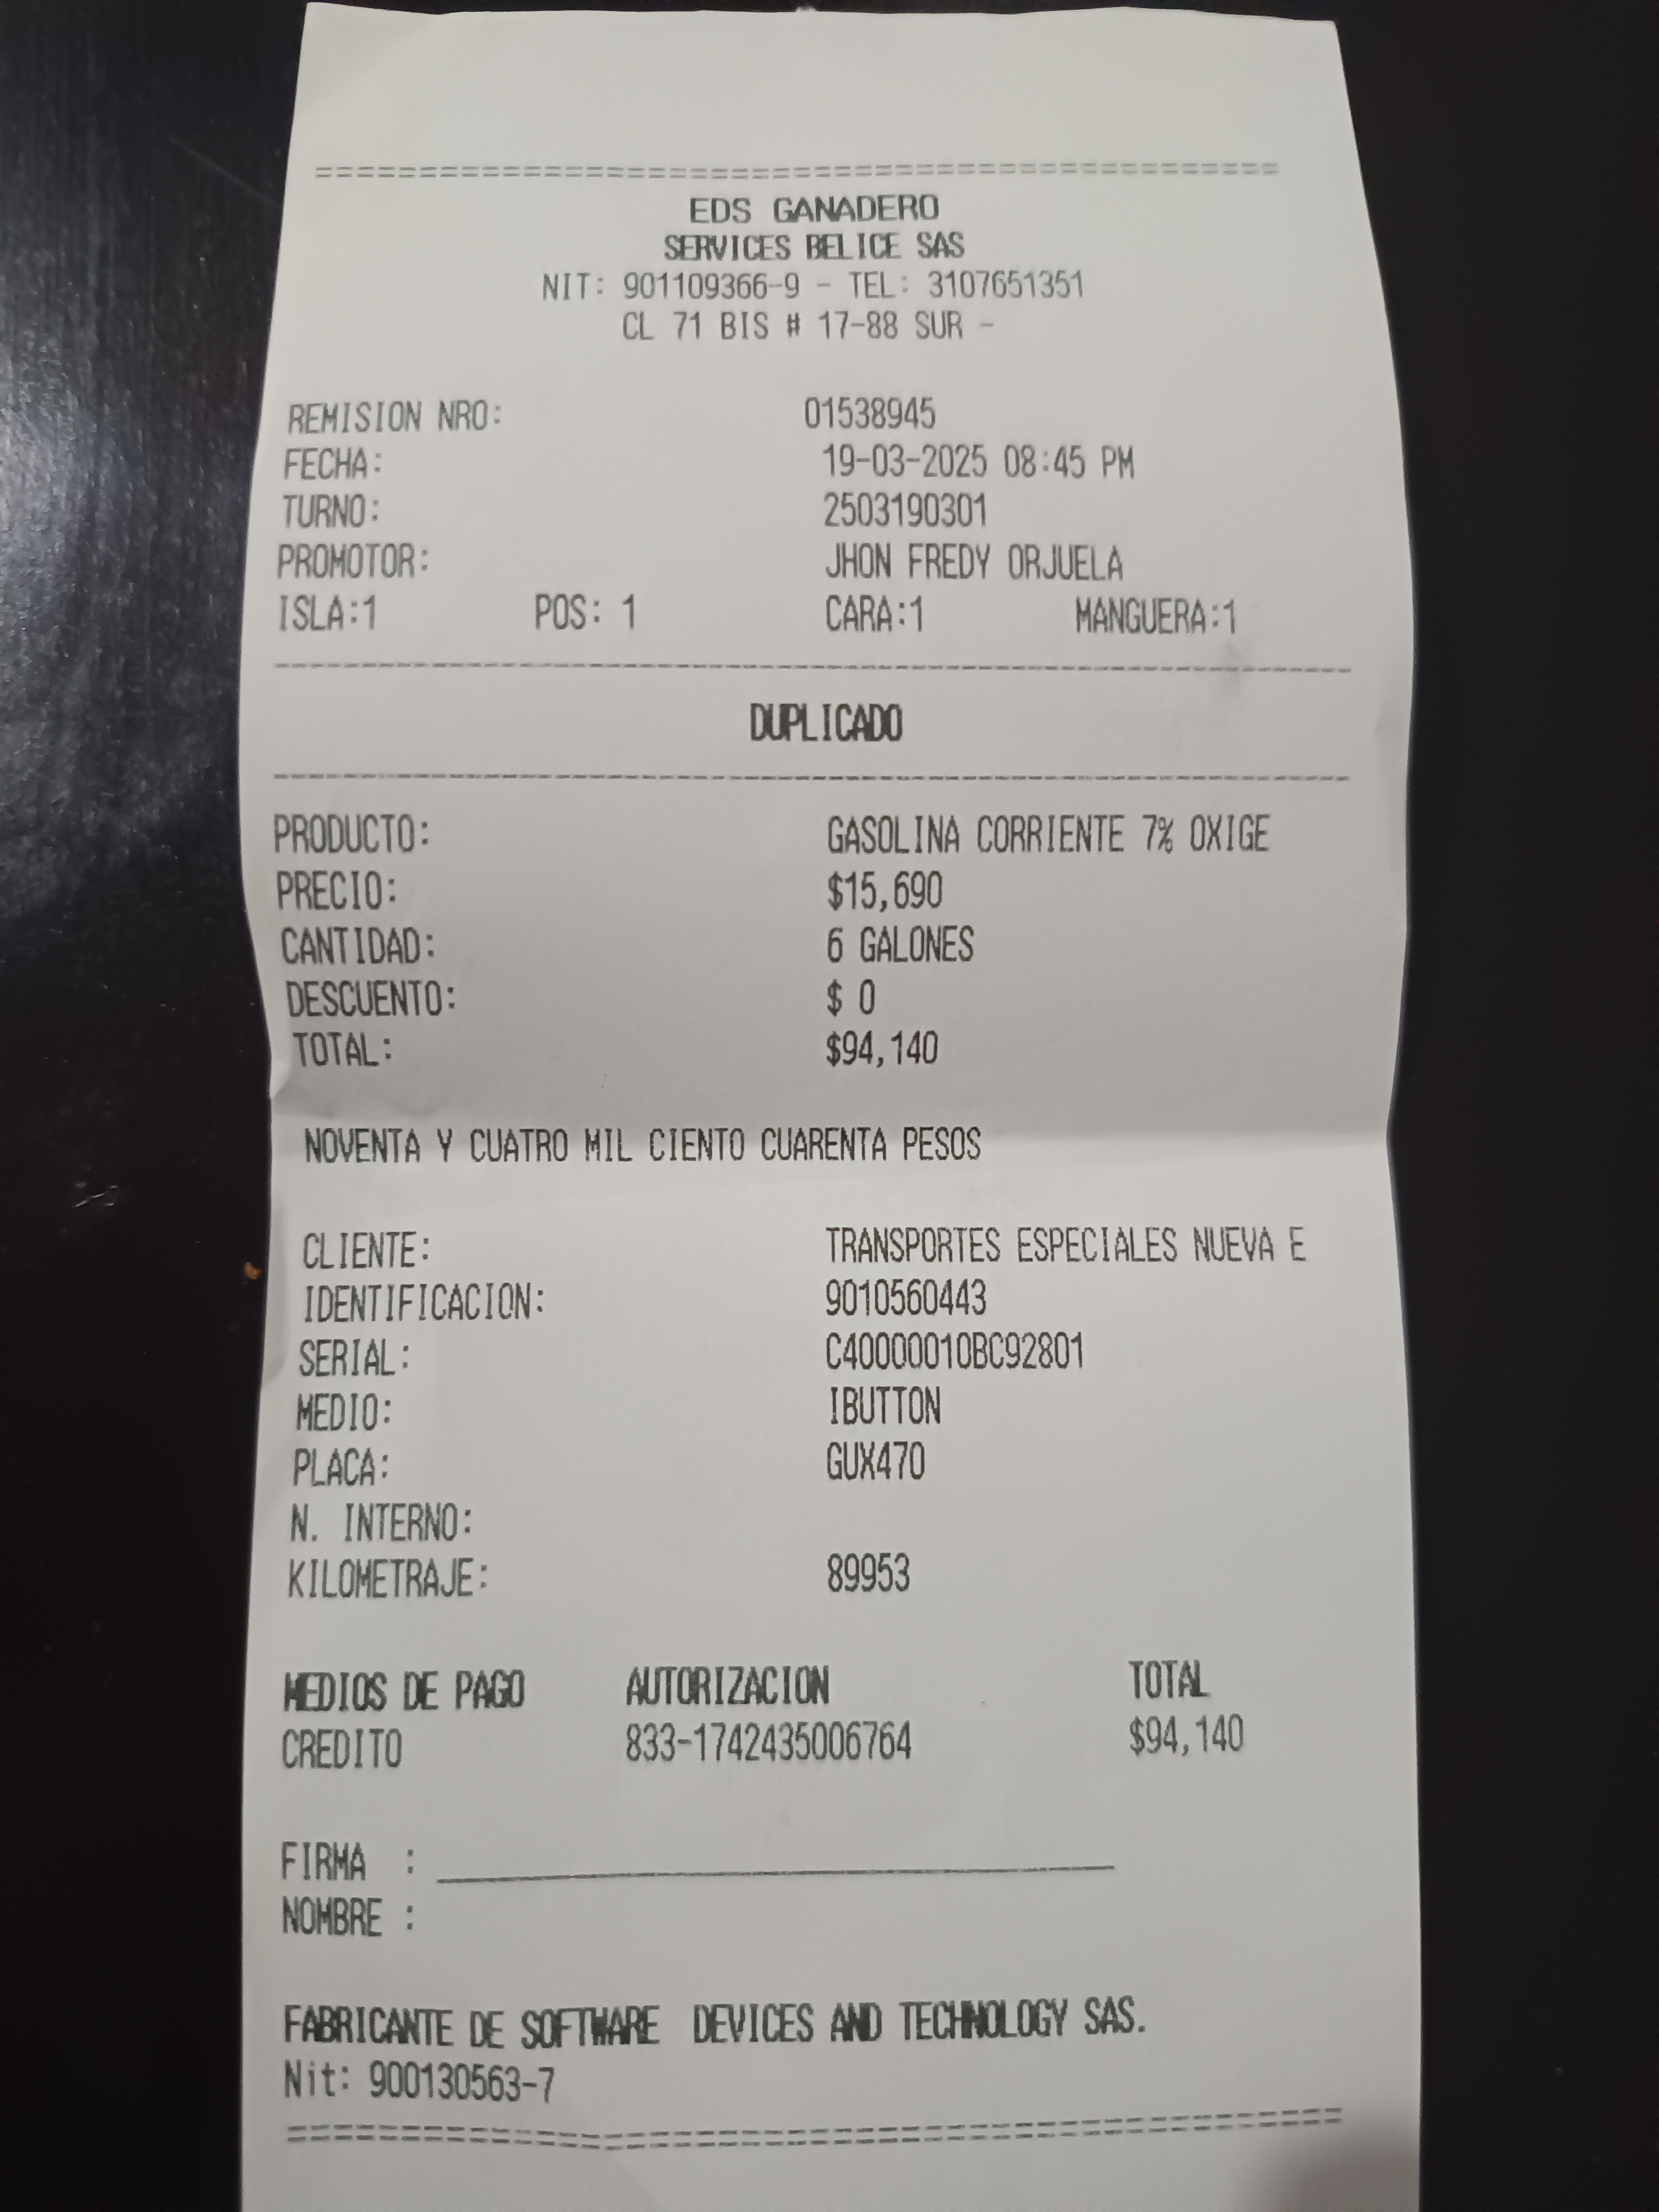 ================================================
EDS GANADERO
SERVICES BELICE SAS
NIT: 901109366-9 - TEL: 3107651351
CL 71 BIS # 17-88 SUR -
REMISION NRO: 01538945
FECHA: 19-03-2025 08:45 PM
TURNO: 2503190301
PROMOTOR: JHON FREDY ORJUELA
ISLA:1 POS: 1 CARA:1 MANGUERA:1
DUPLICADO
PRODUCTO: GASOLINA CORRIENTE 7% OXIGE
PRECIO: $15,690
CANTIDAD: 6 GALONES
DESCUENTO: $ 0
TOTAL: $94,140
NOVENTA Y CUATRO MIL CIENTO CUARENTA PESOS
CLIENTE: TRANSPORTES ESPECIALES NUEVA E
IDENTIFICACION: 9010560443
SERIAL: C40000010BC92801
MEDIO: IBUTTON
PLACA: GUX470
N. INTERNO:
KILOMETRAJE: 89953
MEDIOS DE PAGO AUTORIZACION TOTAL
CREDITO 833-1742435006764 $94,140
FIRMA :
NOMBRE :
FABRICANTE DE SOFTWARE DEVICES AND TECHNOLOGY SAS.
Nit: 900130563-7